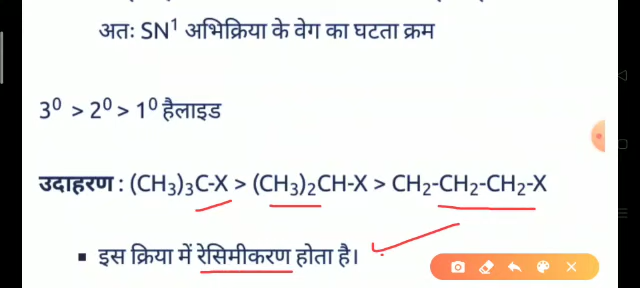 अतः SN¹ अभिक्रिया के वेग का घटता क्रम
3⁰ > 2⁰ > 1⁰ हैलाइड
उदाहरण : (CH₃)₃C-X > (CH₃)₂CH-X > CH₂-CH₂-CH₂-X
▪ इस क्रिया में रेसिमीकरण होता है।